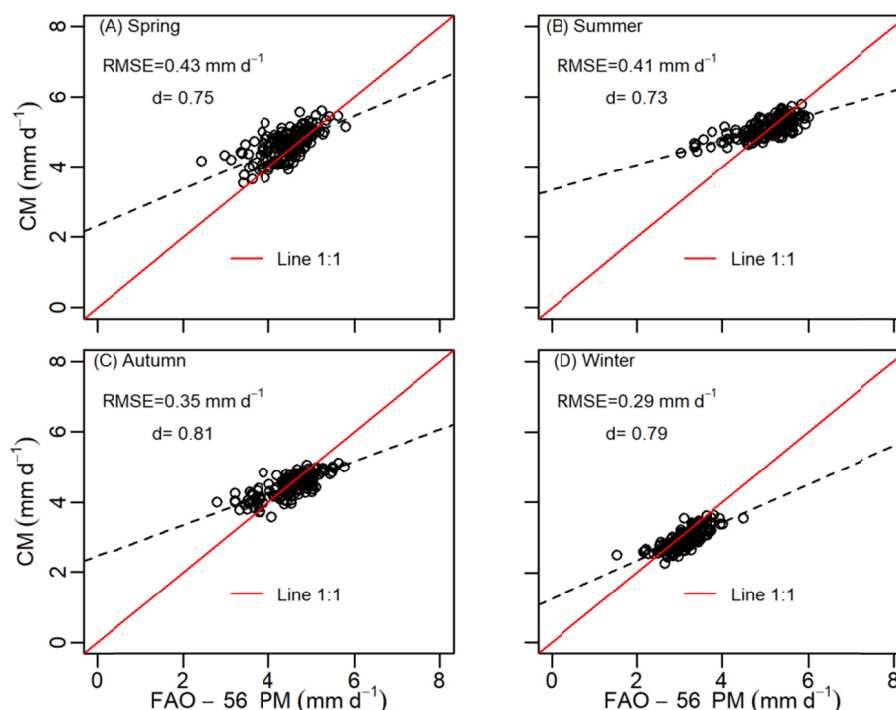 (A) Spring
RMSE=0.43 mm d⁻¹
d= 0.75
Line 1:1
CM (mm d⁻¹)
0
2
4
6
8
(B) Summer
RMSE=0.41 mm d⁻¹
d= 0.73
Line 1:1
(C) Autumn
RMSE=0.35 mm d⁻¹
d= 0.81
Line 1:1
CM (mm d⁻¹)
0
2
4
6
8
0 2 4 6 8
FAO − 56 PM (mm d⁻¹)
(D) Winter
RMSE=0.29 mm d⁻¹
d= 0.79
Line 1:1
0 2 4 6 8
FAO − 56 PM (mm d⁻¹)